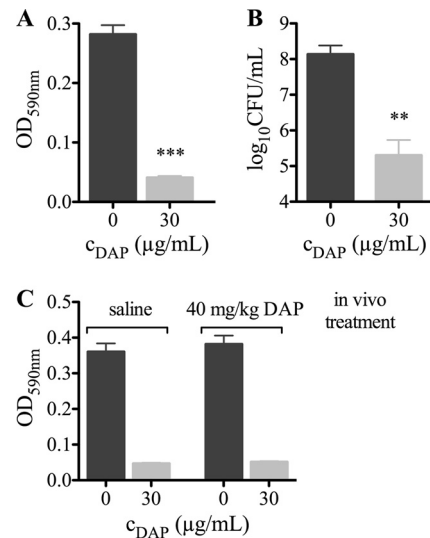 A
0.3
0.2
0.1
0.0
OD590nm
***
0 30
cDAP (µg/mL)
B
9
8
7
6
5
4
log10CFU/mL
**
0 30
cDAP (µg/mL)
C
saline 40 mg/kg DAP
in vivo
treatment
0.5
0.4
0.3
0.2
0.1
0.0
OD590nm
0 30 0 30
cDAP (µg/mL)